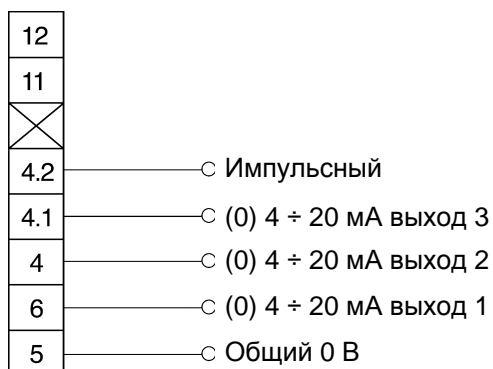 12
11
4.2 Импульсный
4.1 (0) 4 ÷ 20 мА выход 3
4 (0) 4 ÷ 20 мА выход 2
6 (0) 4 ÷ 20 мА выход 1
5 Общий 0 В